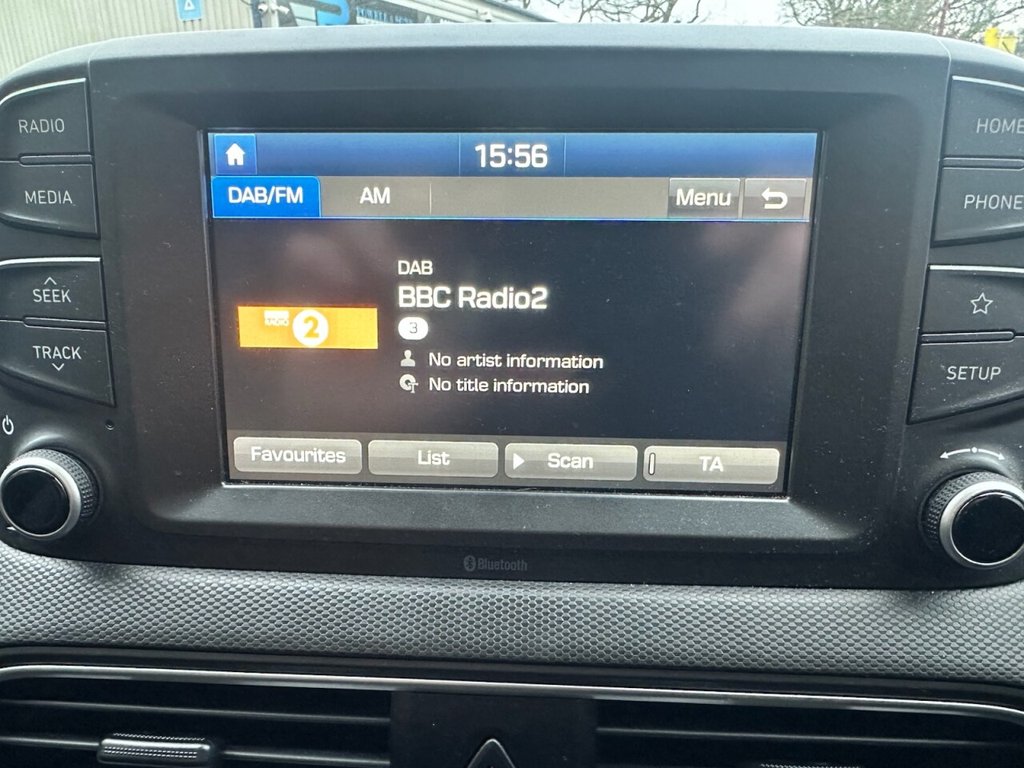 RADIO
MEDIA
SEEK
TRACK
15:56
DAB/FM
AM
Menu
DAB
BBC Radio2
3
RADIO
2
No artist information
No title information
Favourites
List
Scan
TA
HOME
PHONE
SETUP
Bluetooth